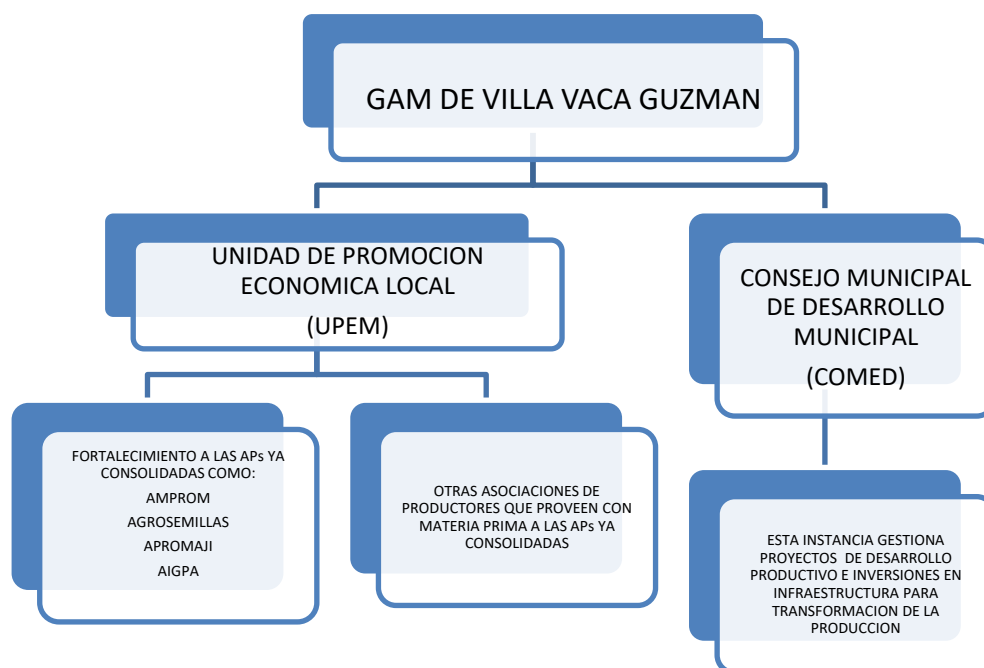 GAM DE VILLA VACA GUZMAN
UNIDAD DE PROMOCION
ECONOMICA LOCAL
(UPEM)
CONSEJO MUNICIPAL
DE DESARROLLO
MUNICIPAL
(COMED)
FORTALECIMIENTO A LAS APs YA
CONSOLIDADAS COMO:
AMPROM
AGROSEMILLAS
APROMAJI
AIGPA
OTRAS ASOCIACIONES DE
PRODUCTORES QUE PROVEEN CON
MATERIA PRIMA A LAS APs YA
CONSOLIDADAS
ESTA INSTANCIA GESTIONA
PROYECTOS DE DESARROLLO
PRODUCTIVO E INVERSIONES EN
INFRAESTRUCTURA PARA
TRANSFORMACION DE LA
PRODUCCION